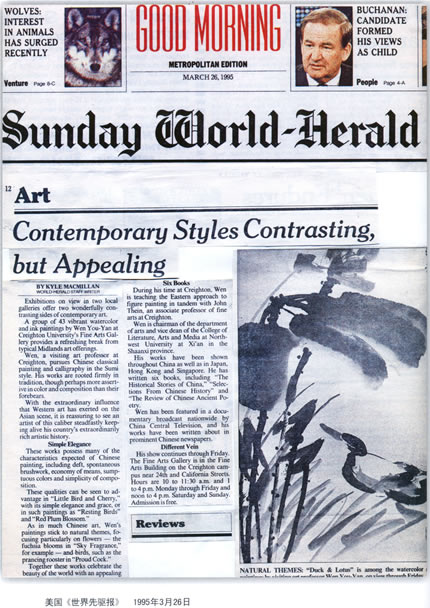 WOLVES:
INTEREST
IN ANIMALS
HAS SURGED
RECENTLY
Venture Page 8-C
GOOD MORNING
METROPOLITAN EDITION
MARCH 26, 1995
BUCHANAN:
CANDIDATE
FORMED
HIS VIEWS
AS CHILD
People Page 4-A
Sunday World-Herald
12 Art
Contemporary Styles Contrasting,
but Appealing
BY KYLE MACMILLAN
WORLD-HERALD STAFF WRITER
Exhibitions on view in two local
galleries offer two wonderfully con-
trasting sides of contemporary art.
A group of 43 vibrant watercolor
and ink paintings by Wen You-Yan at
Creighton University's Fine Arts Gal-
lery provides a refreshing break from
typical Midlands art offerings.
Wen, a visiting art professor at
Creighton, pursues Chinese classical
painting and calligraphy in the Sumi
style. His works are rooted firmly in
tradition, though perhaps more assert-
ive in color and composition than their
forebears.
With the extraordinary influence
that Western art has exerted on the
Asian scene, it is reassuring to see an
artist of this caliber steadfastly keep-
ing alive his country's extraordinarily
rich artistic history.
Simple Elegance
These works possess many of the
characteristics expected of Chinese
painting, including deft, spontaneous
brushwork, economy of means, sump-
tuous colors and simplicity of compo-
sition.
These qualities can be seen to ad-
vantage in "Little Bird and Cherry,"
with its simple elegance and grace, or
in such paintings as "Resting Birds"
and "Red Plum Blossom."
As in much Chinese art, Wen's
paintings stick to natural themes, fo-
cusing particularly on flowers — the
fuchsia blooms in "Sky Fragrance,"
for example — and birds, such as the
prancing rooster in "Proud Cock."
Together these works celebrate the
beauty of the world with an appealing
Six Books
During his time at Creighton, Wen
is teaching the Eastern approach to
figure painting in tandem with John
Thein, an associate professor of fine
arts at Creighton.
Wen is chairman of the department
of arts and vice dean of the College of
Literature, Arts and Media at North-
west University at Xi'an in the
Shaanxi province.
His works have been shown
throughout China as well as in Japan,
Hong Kong and Singapore. He has
written six books, including "The
Historical Stories of China," "Selec-
tions From Chinese History" and
"The Review of Chinese Ancient Po-
etry.
Wen has been featured in a docu-
mentary broadcast nationwide by
China Central Television, and his
works have been written about in
prominent Chinese newspapers.
Different Vein
His show continues through Friday.
The Fine Arts Gallery is in the Fine
Arts Building on the Creighton cam-
pus near 24th and California Streets.
Hours are 10 to 11:30 a.m. and 1
to 4 p.m. Monday through Friday and
noon to 4 p.m. Saturday and Sunday.
Admission is free.
Reviews
NATURAL THEMES: "Duck & Lotus" is among the watercolor
美国《世界先驱报》 1995年3月26日